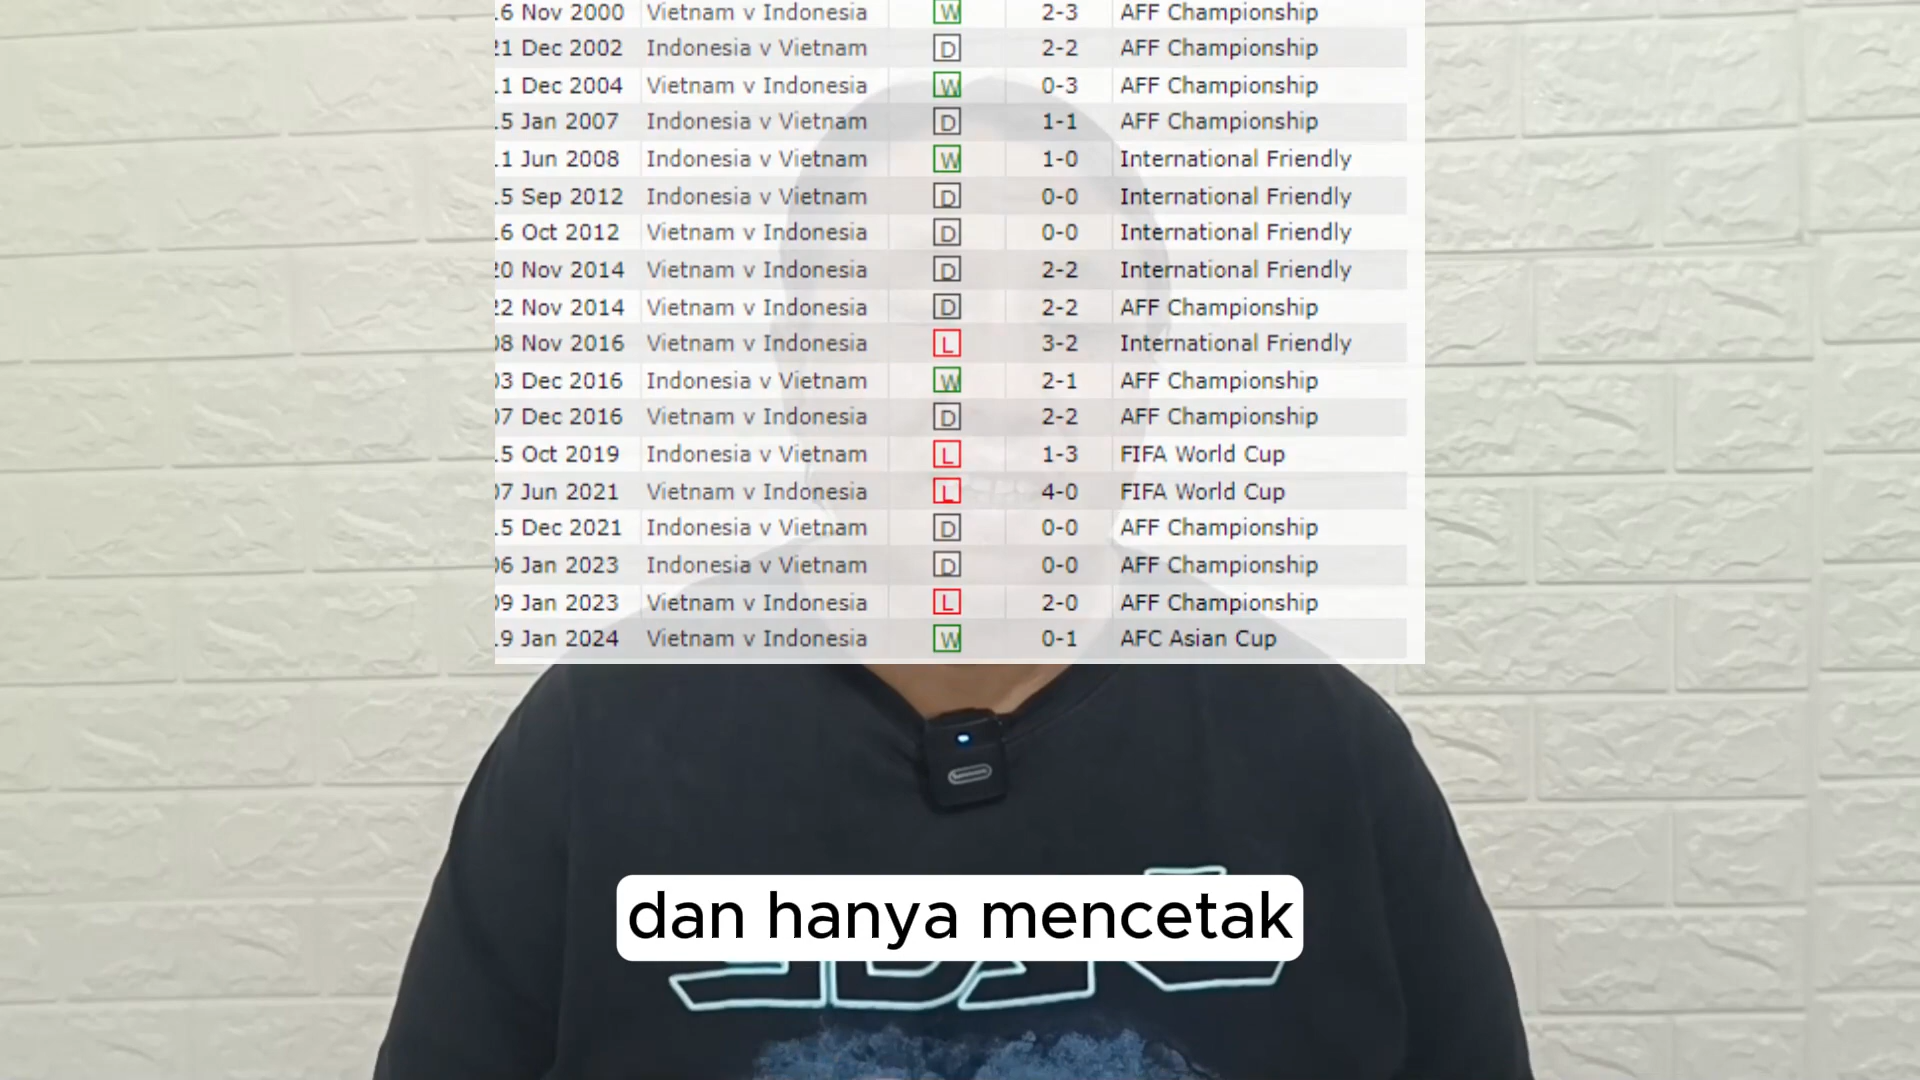 6 Nov 2000 Vietnam v Indonesia W 2-3 AFF Championship
21 Dec 2002 Indonesia v Vietnam D 2-2 AFF Championship
1 Dec 2004 Vietnam v Indonesia W 0-3 AFF Championship
5 Jan 2007 Indonesia v Vietnam D 1-1 AFF Championship
1 Jun 2008 Indonesia v Vietnam W 1-0 International Friendly
5 Sep 2012 Indonesia v Vietnam D 0-0 International Friendly
6 Oct 2012 Vietnam v Indonesia D 0-0 International Friendly
20 Nov 2014 Vietnam v Indonesia D 2-2 International Friendly
22 Nov 2014 Vietnam v Indonesia D 2-2 AFF Championship
08 Nov 2016 Vietnam v Indonesia L 3-2 International Friendly
03 Dec 2016 Indonesia v Vietnam W 2-1 AFF Championship
07 Dec 2016 Vietnam v Indonesia D 2-2 AFF Championship
5 Oct 2019 Indonesia v Vietnam L 1-3 FIFA World Cup
07 Jun 2021 Vietnam v Indonesia L 4-0 FIFA World Cup
5 Dec 2021 Indonesia v Vietnam D 0-0 AFF Championship
06 Jan 2023 Indonesia v Vietnam D 0-0 AFF Championship
09 Jan 2023 Vietnam v Indonesia L 2-0 AFF Championship
9 Jan 2024 Vietnam v Indonesia W 0-1 AFC Asian Cup
dan hanya mencetak